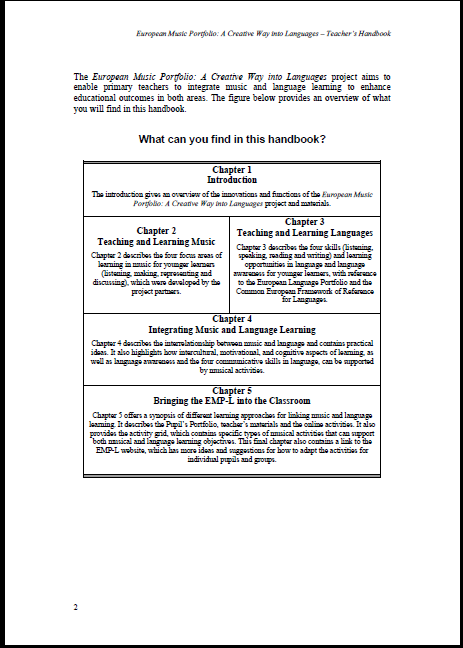 European Music Portfolio: A Creative Way into Languages – Teacher's Handbook
The European Music Portfolio: A Creative Way into Languages project aims to
enable primary teachers to integrate music and language learning to enhance
educational outcomes in both areas. The figure below provides an overview of what
you will find in this handbook.
What can you find in this handbook?
Chapter 1
Introduction
The introduction gives an overview of the innovations and functions of the European Music
Portfolio: A Creative Way into Languages project and materials.
Chapter 2
Teaching and Learning Music
Chapter 2 describes the four focus areas of
learning in music for younger learners
(listening, making, representing and
discussing), which were developed by the
project partners.
Chapter 3
Teaching and Learning Languages
Chapter 3 describes the four skills (listening,
speaking, reading and writing) and learning
opportunities in language and language
awareness for younger learners, with reference
to the European Language Portfolio and the
Common European Framework of Reference
for Languages.
Chapter 4
Integrating Music and Language Learning
Chapter 4 describes the interrelationship between music and language and contains practical
ideas. It also highlights how intercultural, motivational, and cognitive aspects of learning, as
well as language awareness and the four communicative skills in language, can be supported
by musical activities.
Chapter 5
Bringing the EMP-L into the Classroom
Chapter 5 offers a synopsis of different learning approaches for linking music and language
learning. It describes the Pupil's Portfolio, teacher's materials and the online activities. It also
provides the activity grid, which contains specific types of musical activities that can support
both musical and language learning objectives. This final chapter also contains a link to the
EMP-L website, which has more ideas and suggestions for how to adapt the activities for
individual pupils and groups.
2